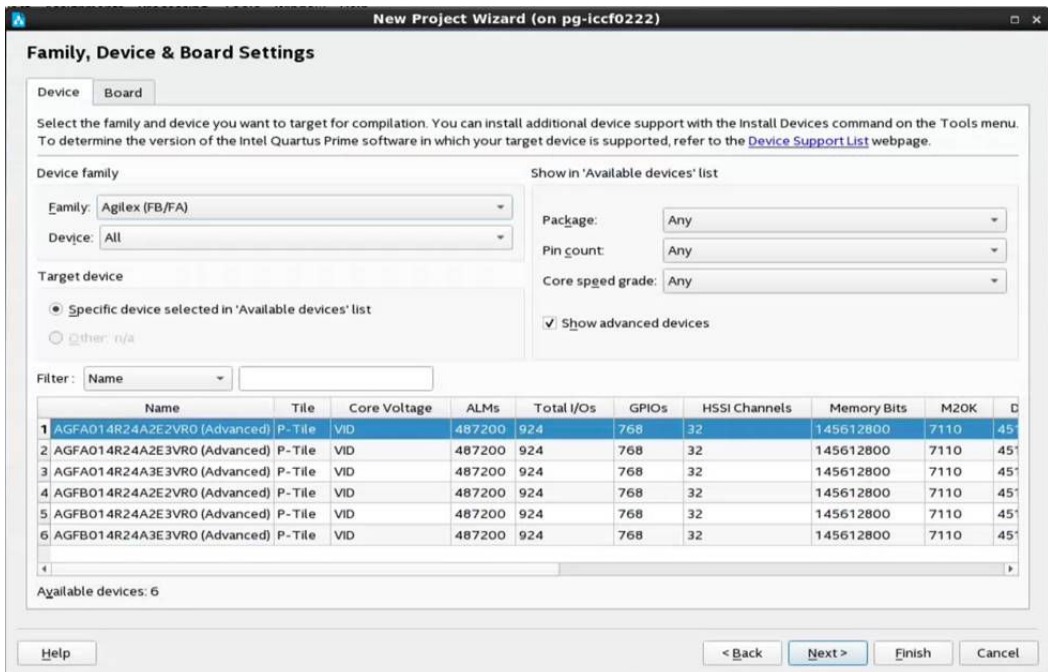 New Project Wizard (on pg-iccf0222)
Family, Device & Board Settings
Device Board
Select the family and device you want to target for compilation. You can install additional device support with the Install Devices command on the Tools menu.
To determine the version of the Intel Quartus Prime software in which your target device is supported, refer to the Device Support List webpage.
Device family
Family: Agilex (FB/FA)
Device: All
Show in 'Available devices' list
Package: Any
Pin count: Any
Core speed grade: Any
Show advanced devices
Target device
Specific device selected in 'Available devices' list
Other: n/a
Filter: Name
Name Tile Core Voltage ALMs Total I/Os GPIOs HSSI Channels Memory Bits M20K D
1 AGFA014R24A2E2VR0 (Advanced) P-Tile VID 487200 924 768 32 145612800 7110 451
2 AGFA014R24A2E3VR0 (Advanced) P-Tile VID 487200 924 768 32 145612800 7110 451
3 AGFA014R24A3E3VR0 (Advanced) P-Tile VID 487200 924 768 32 145612800 7110 451
4 AGFB014R24A2E2VR0 (Advanced) P-Tile VID 487200 924 768 32 145612800 7110 451
5 AGFB014R24A2E3VR0 (Advanced) P-Tile VID 487200 924 768 32 145612800 7110 451
6 AGFB014R24A3E3VR0 (Advanced) P-Tile VID 487200 924 768 32 145612800 7110 451
Available devices: 6
Help < Back Next > Finish Cancel